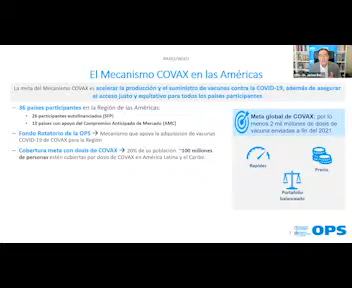 El Mecanismo COVAX en las Américas
La meta del Mecanismo COVAX es acelerar la producción y el suministro de vacunas contra la COVID-19, además de asegurar
el acceso justo y equitativo para todos los países participantes.
– 36 países participantes en la Región de las Américas:
• 26 participantes autofinanciados (SFP)
• 10 países con apoyo del Compromiso Anticipado de Mercado (AMC)
– Fondo Rotatorio de la OPS → Mecanismo que apoya la adquisición de vacunas
COVID-19 de COVAX para la Región
– Cobertura meta con dosis de COVAX → 20% de su población. ~100 millones
de personas están cubiertas por dosis de COVAX en América Latina y el Caribe.
Meta global de COVAX: por lo
menos 2 mil millones de dosis de
vacuna enviadas a fin del 2021
Rapidez
Precio
Portafolio
balanceado
OPS